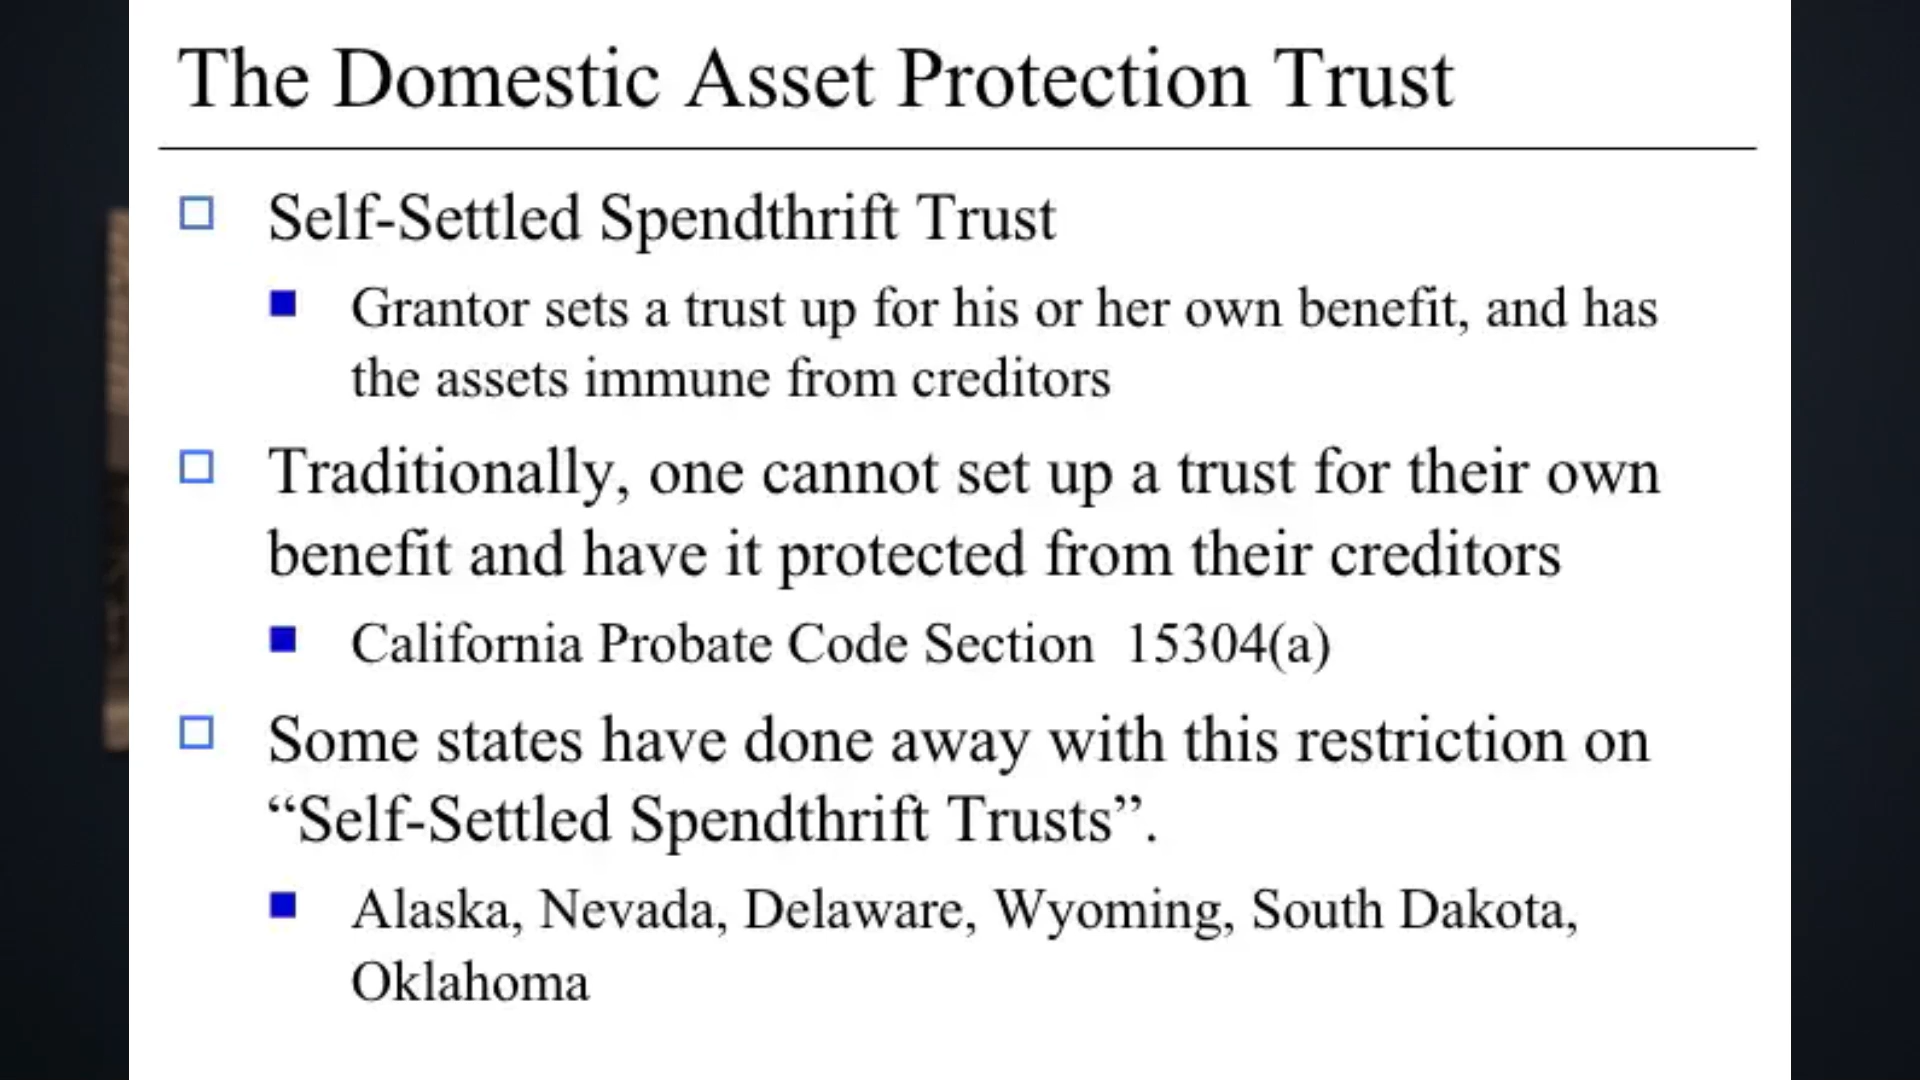 The Domestic Asset Protection Trust
Self-Settled Spendthrift Trust
Grantor sets a trust up for his or her own benefit, and has
the assets immune from creditors
Traditionally, one cannot set up a trust for their own
benefit and have it protected from their creditors
California Probate Code Section  15304(a)
Some states have done away with this restriction on
“Self-Settled Spendthrift Trusts”.
Alaska, Nevada, Delaware, Wyoming, South Dakota,
Oklahoma